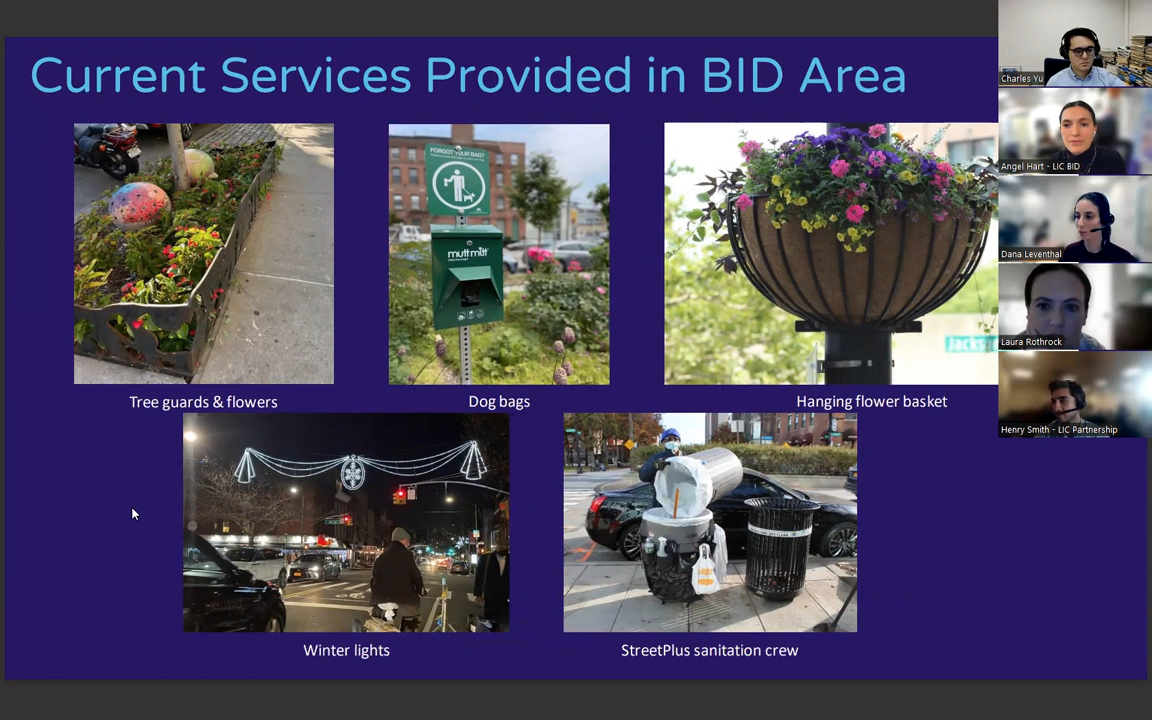 Current Services Provided in BID Area
FORGOT YOUR BAG?
mutt mitt
Jacks
Tree guards & flowers
Dog bags
Hanging flower basket
Winter lights
StreetPlus sanitation crew
Charles Yu
Angel Hart - LIC BID
Dana Leventhal
Laura Rothrock
Henry Smith - LIC Partnership